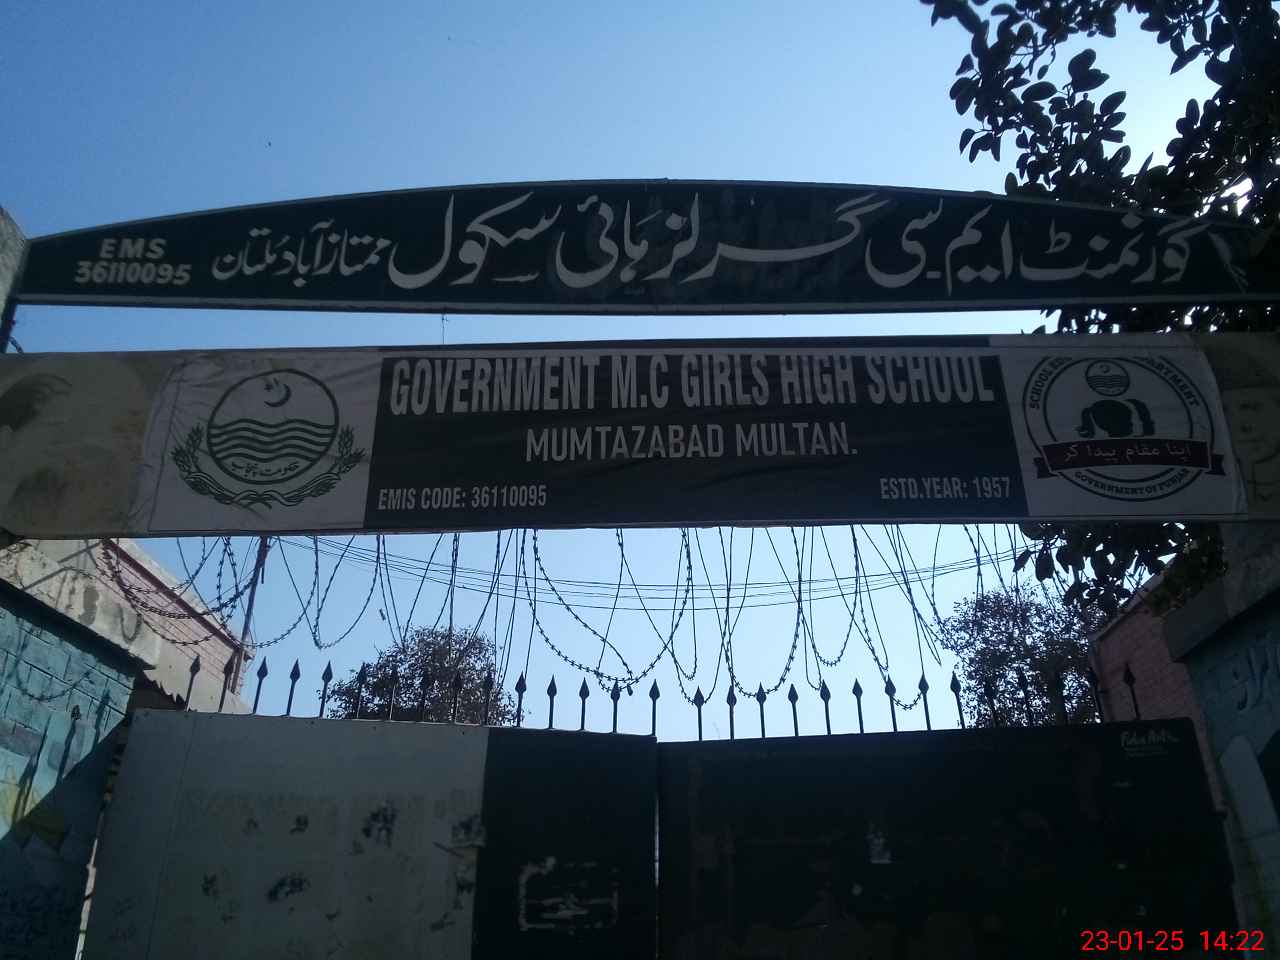 گورنمنٹ ایم۔سی گرلز ہائی سکول ممتاز آباد ملتان
EMS
36110095
GOVERNMENT M.C GIRLS HIGH SCHOOL
MUMTAZABAD MULTAN.
EMIS CODE: 36110095
ESTD.YEAR: 1957
حکومت پنجاب
اپنا مقام پیدا کر
GOVERNMENT OF PUNJAB
23-01-25 14:22